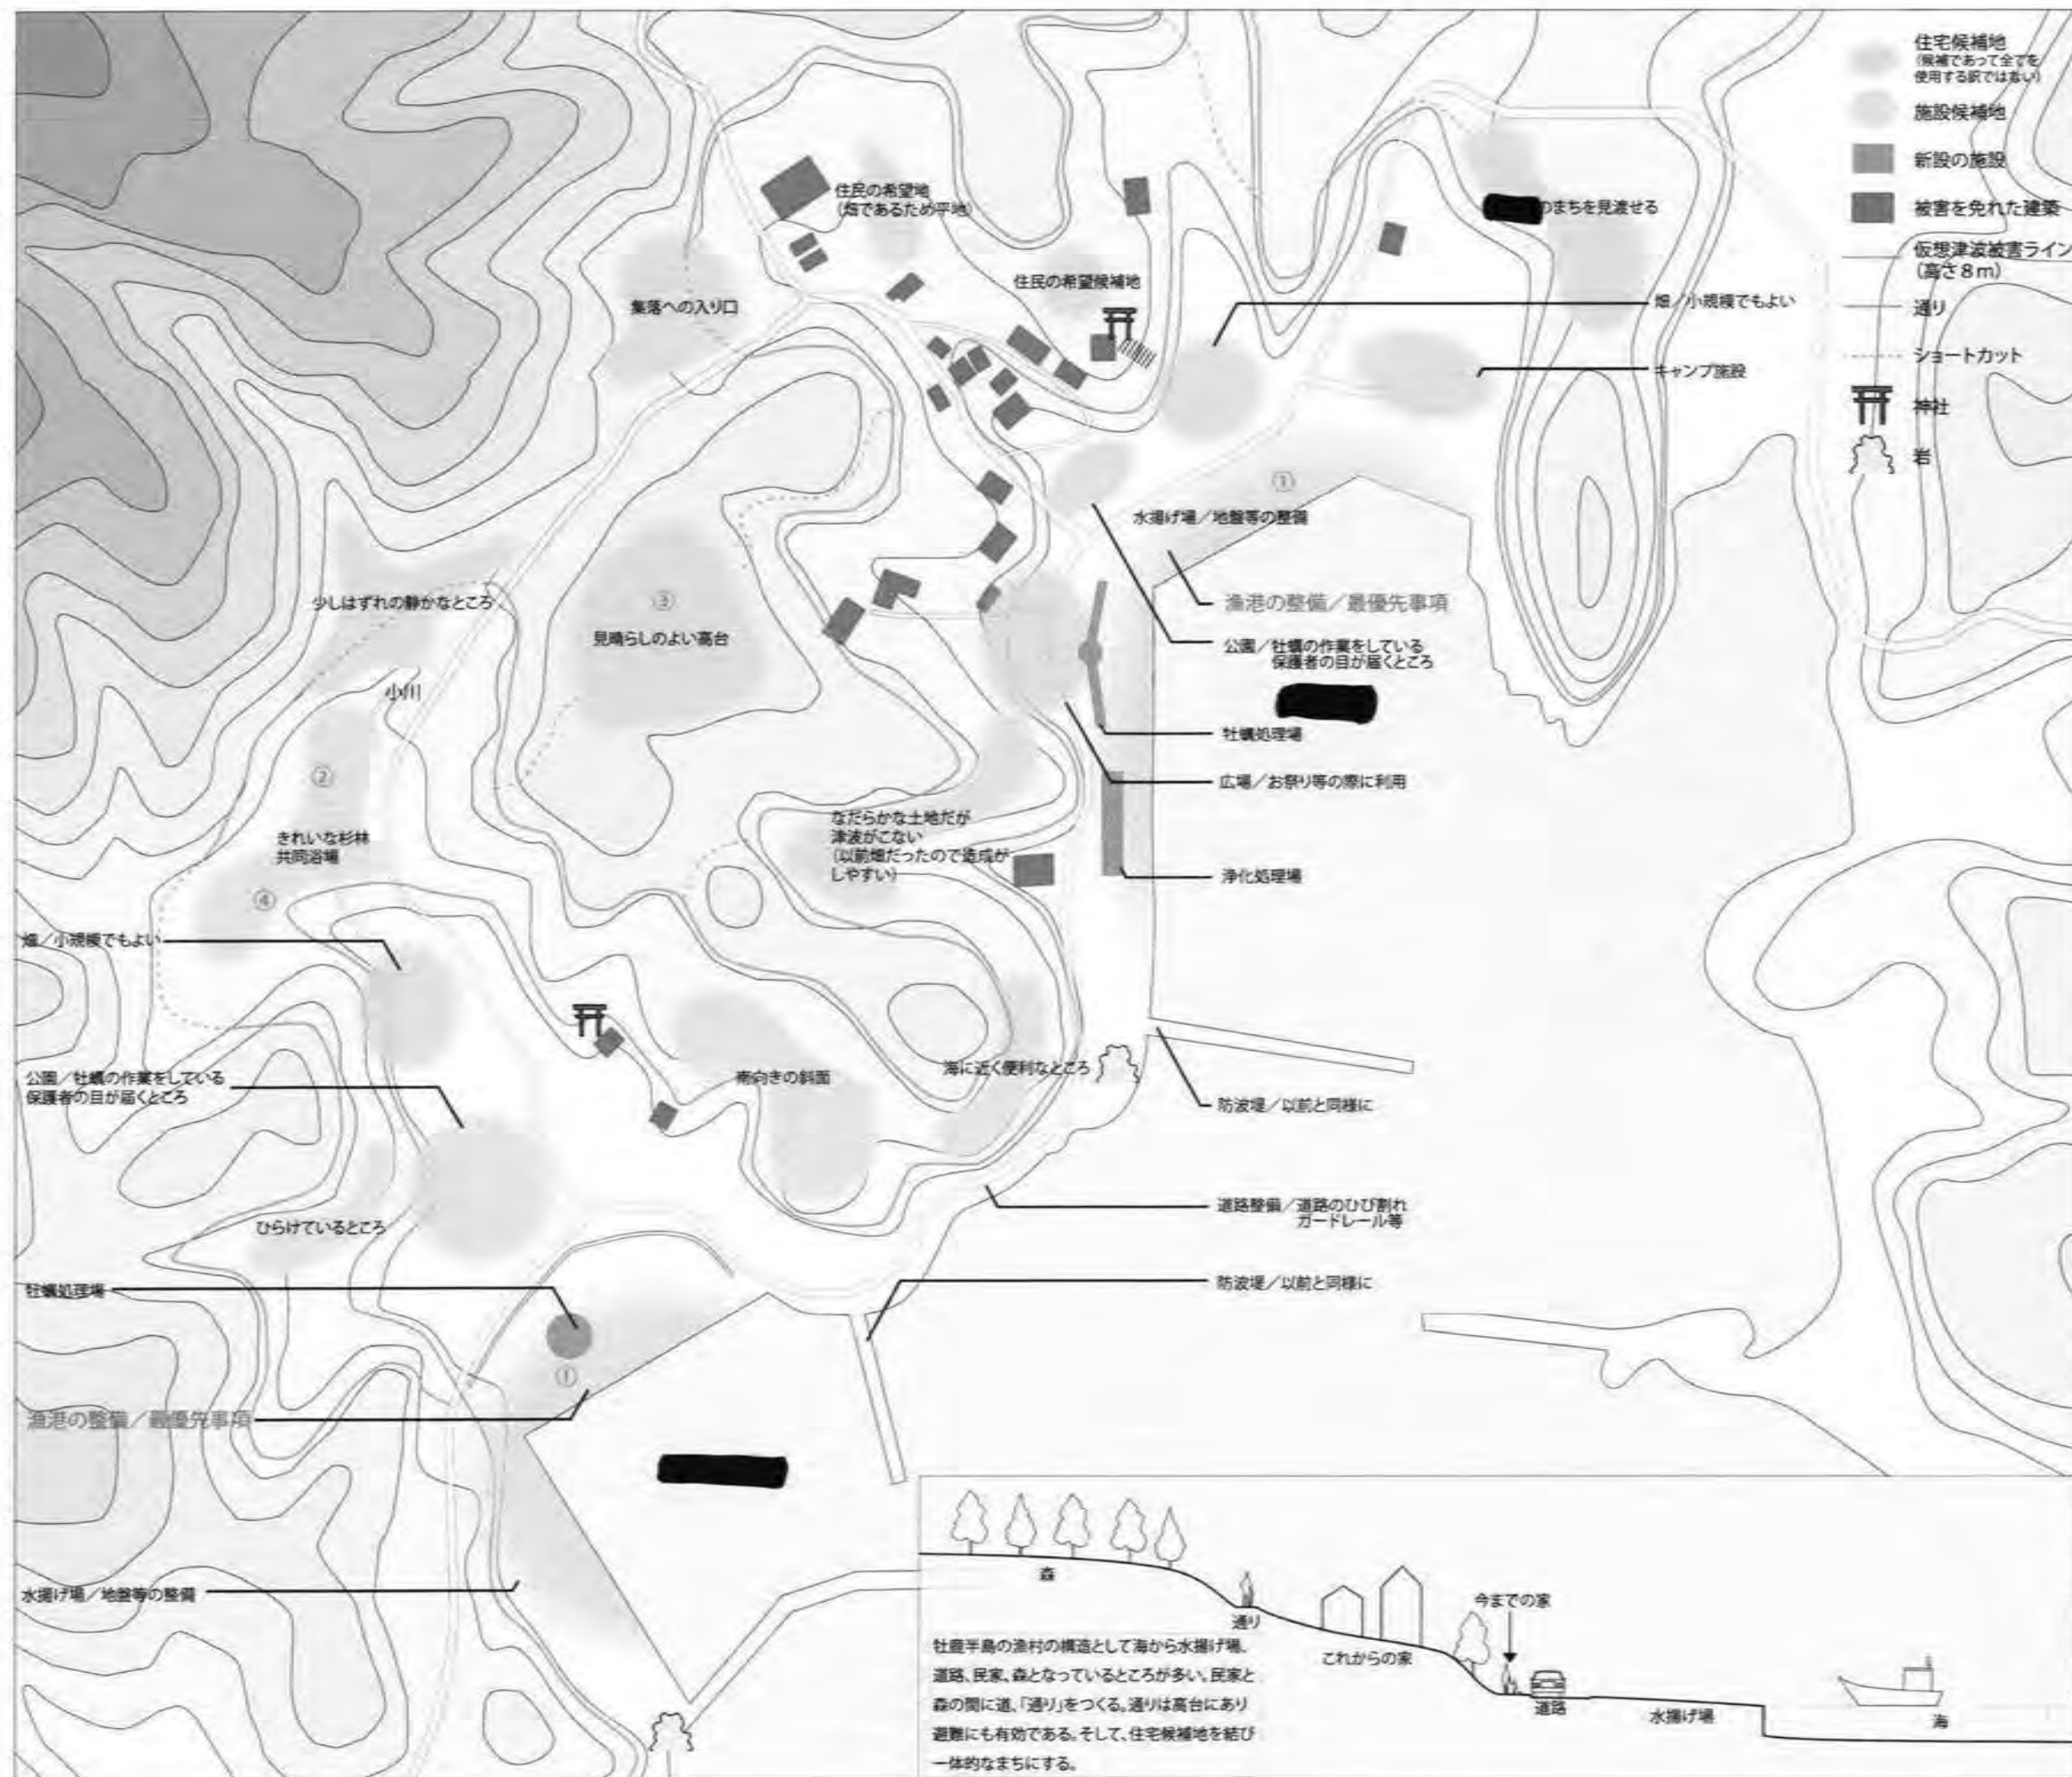 住宅候補地
(候補であって全てを
使用する訳ではない)
施設候補地
新設の施設
被害を免れた建築
仮想津波被害ライン
(高さ8m)
通り
ショートカット
神社
岩
住民の希望地
(畑であるため平地)
のまちを見渡せる
住民の希望候補地
集落への入り口
畑／小規模でもよい
キャンプ施設
①
水揚げ場／地盤等の整備
漁港の整備／最優先事項
公園／牡蠣の作業をしている
保護者の目が届くところ
牡蠣処理場
広場／お祭り等の際に利用
浄化処理場
少しはずれの静かなところ
③
見晴らしのよい高台
小川
②
きれいな杉林
共同浴場
④
なだらかな土地だが
津波がこない
(以前畑だったので造成が
しやすい)
畑／小規模でもよい
公園／牡蠣の作業をしている
保護者の目が届くところ
南向きの斜面
海に近く便利なところ
防波堤／以前と同様に
道路整備／道路のひび割れ
ガードレール等
防波堤／以前と同様に
ひらけているところ
牡蠣処理場
①
漁港の整備／最優先事項
水揚げ場／地盤等の整備
森
通り
これからの家
今までの家
道路
水揚げ場
海
牡鹿半島の漁村の構造として海から水揚げ場、
道路、民家、森となっているところが多い。民家と
森の間に道、「通り」をつくる。通りは高台にあり
避難にも有効である。そして、住宅候補地を結び
一体的なまちにする。